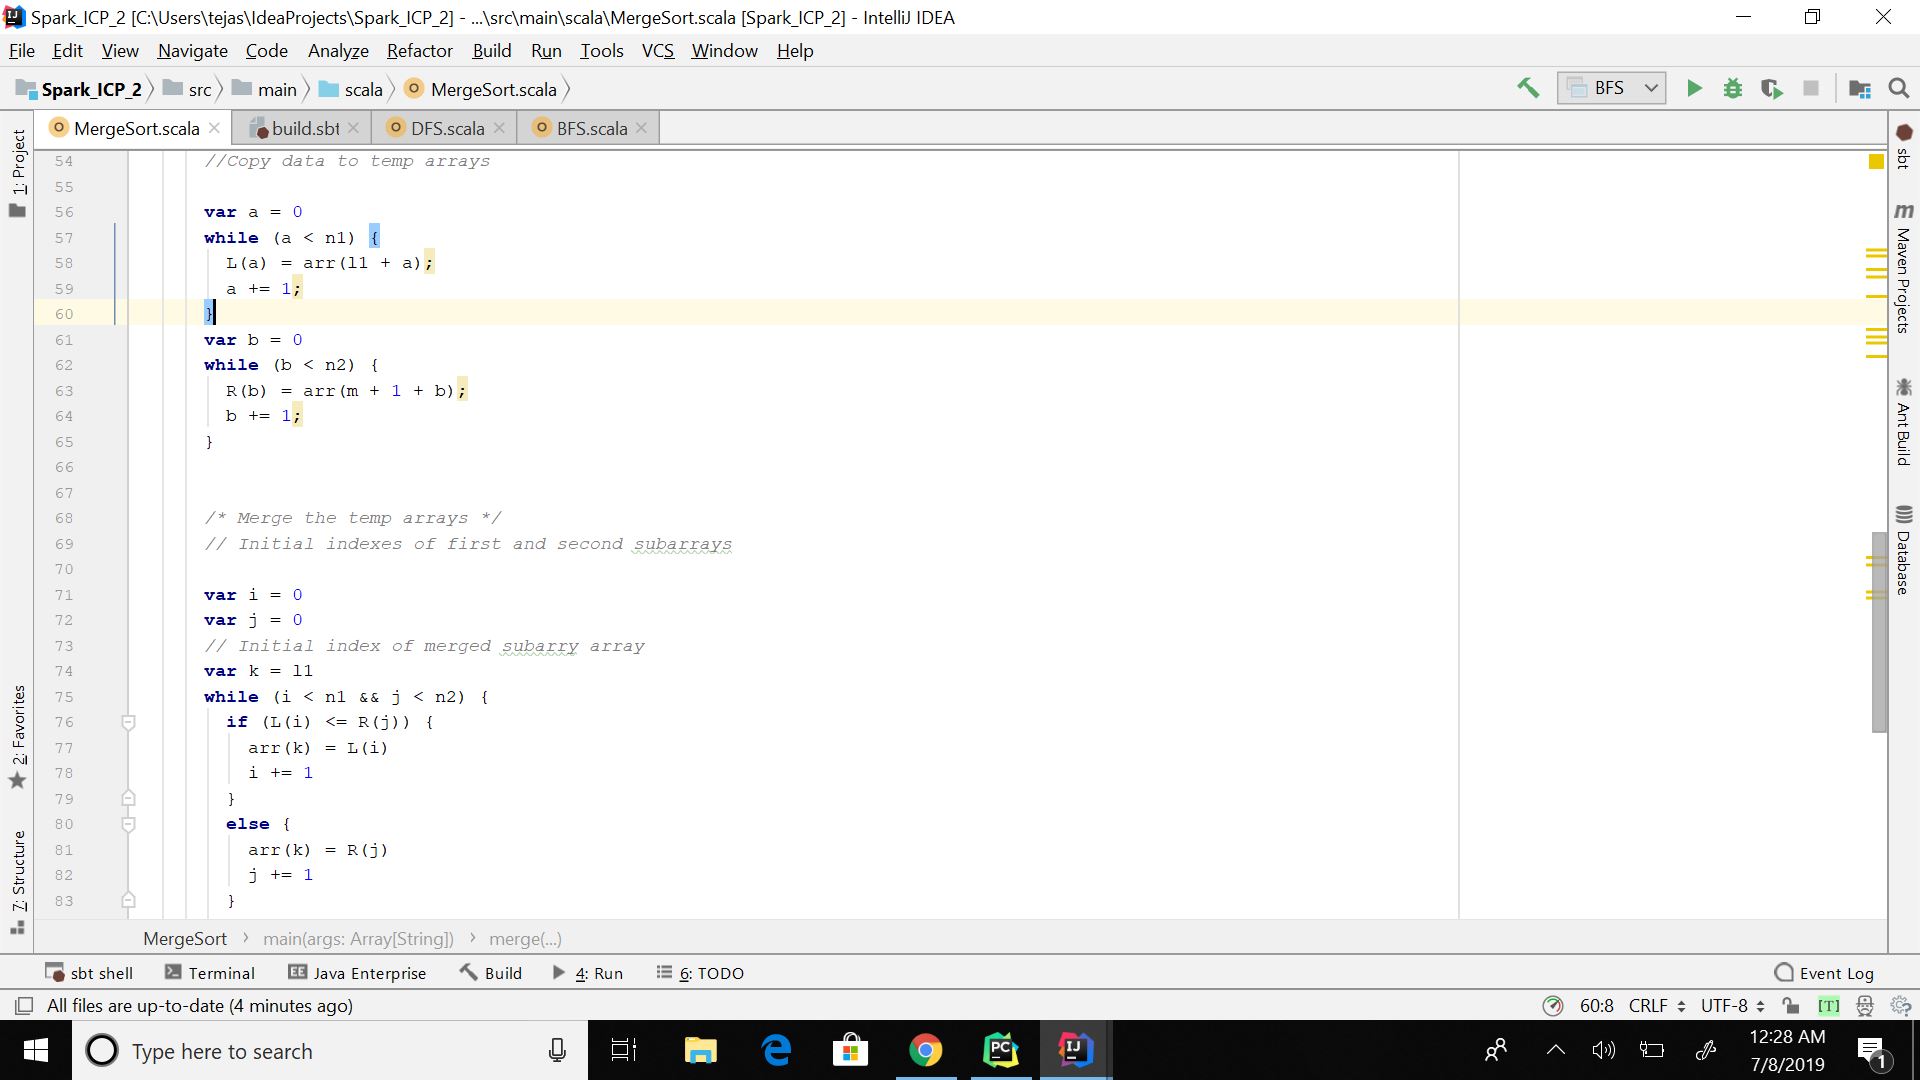 Spark_ICP_2 [C:\Users\tejas\IdeaProjects\Spark_ICP_2] - ...\src\main\scala\MergeSort.scala [Spark_ICP_2] - IntelliJ IDEA
File Edit View Navigate Code Analyze Refactor Build Run Tools VCS Window Help
Spark_ICP_2 src main scala MergeSort.scala BFS
MergeSort.scala build.sbt DFS.scala BFS.scala
1: Project
2: Favorites
7: Structure
54 //Copy data to temp arrays
55
56 var a = 0
57 while (a < n1) {
58 L(a) = arr(l1 + a);
59 a += 1;
60 }
61 var b = 0
62 while (b < n2) {
63 R(b) = arr(m + 1 + b);
64 b += 1;
65 }
66
67
68 /* Merge the temp arrays */
69 // Initial indexes of first and second subarrays
70
71 var i = 0
72 var j = 0
73 // Initial index of merged subarry array
74 var k = l1
75 while (i < n1 && j < n2) {
76 if (L(i) <= R(j)) {
77 arr(k) = L(i)
78 i += 1
79 }
80 else {
81 arr(k) = R(j)
82 j += 1
83 }
sbt
m Maven Projects
Ant Build
Database
MergeSort main(args: Array[String]) merge(...)
sbt shell Terminal EE Java Enterprise Build 4: Run 6: TODO Event Log
All files are up-to-date (4 minutes ago) 60:8 CRLF UTF-8 [T]
Type here to search PC IJ 12:28 AM
7/8/2019 1